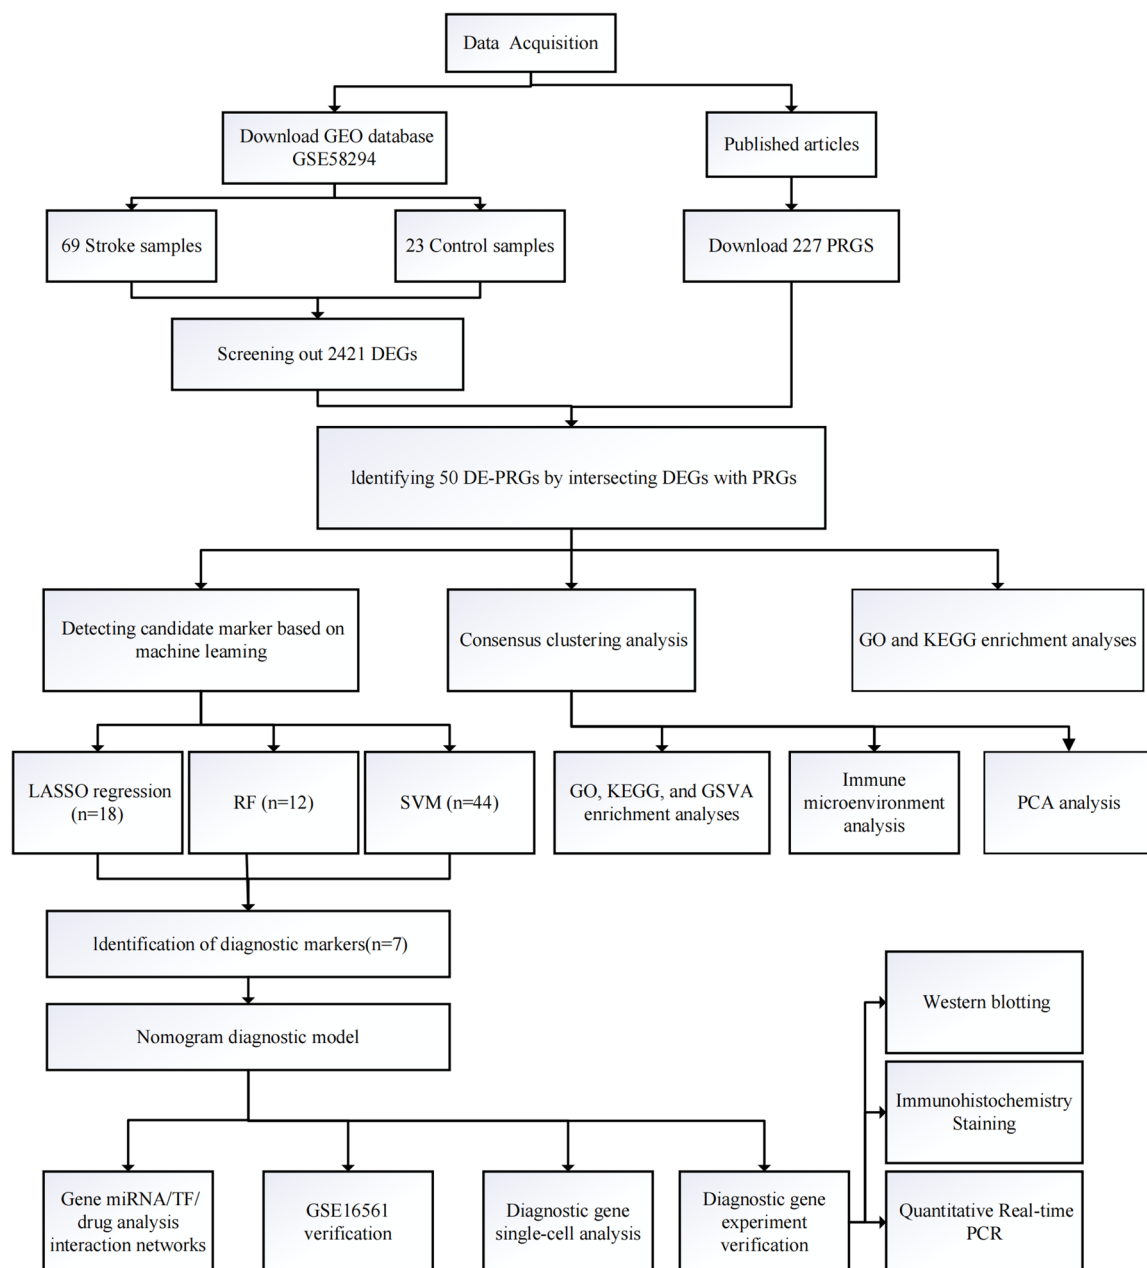 Data Acquisition
Download GEO database
GSE58294
Published articles
69 Stroke samples
23 Control samples
Download 227 PRGS
Screening out 2421 DEGs
Identifying 50 DE-PRGs by intersecting DEGs with PRGs
Detecting candidate marker based on
machine leaming
Consensus clustering analysis
GO and KEGG enrichment analyses
LASSO regression
(n=18)
RF (n=12)
SVM (n=44)
GO, KEGG, and GSVA
enrichment analyses
Immune
microenvironment
analysis
PCA analysis
Identification of diagnostic markers(n=7)
Nomogram diagnostic model
Western blotting
Immunohistochemistry
Staining
Quantitative Real-time
PCR
Gene miRNA/TF/
drug analysis
interaction networks
GSE16561
verification
Diagnostic gene
single-cell analysis
Diagnostic gene
experiment
verification